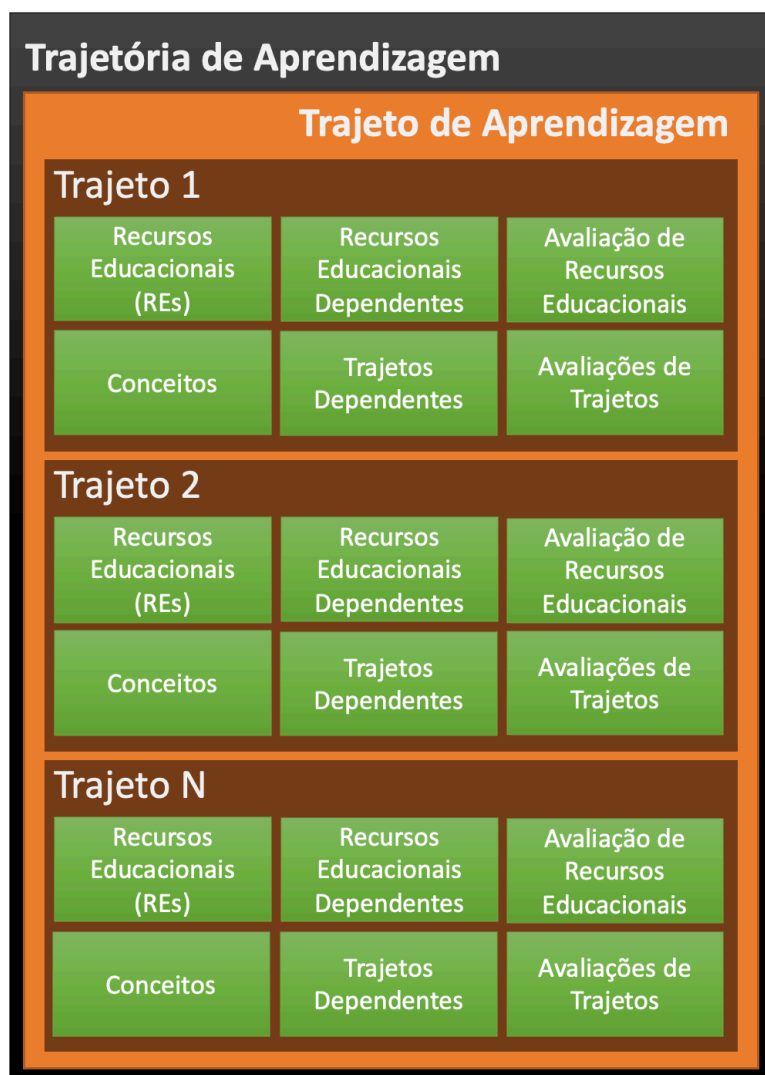 Trajetória de Aprendizagem
Trajeto de Aprendizagem
Trajeto 1
Recursos
Educacionais
(REs)
Recursos
Educacionais
Dependentes
Avaliação de
Recursos
Educacionais
Conceitos
Trajetos
Dependentes
Avaliações de
Trajetos
Trajeto 2
Recursos
Educacionais
(REs)
Recursos
Educacionais
Dependentes
Avaliação de
Recursos
Educacionais
Conceitos
Trajetos
Dependentes
Avaliações de
Trajetos
Trajeto N
Recursos
Educacionais
(REs)
Recursos
Educacionais
Dependentes
Avaliação de
Recursos
Educacionais
Conceitos
Trajetos
Dependentes
Avaliações de
Trajetos